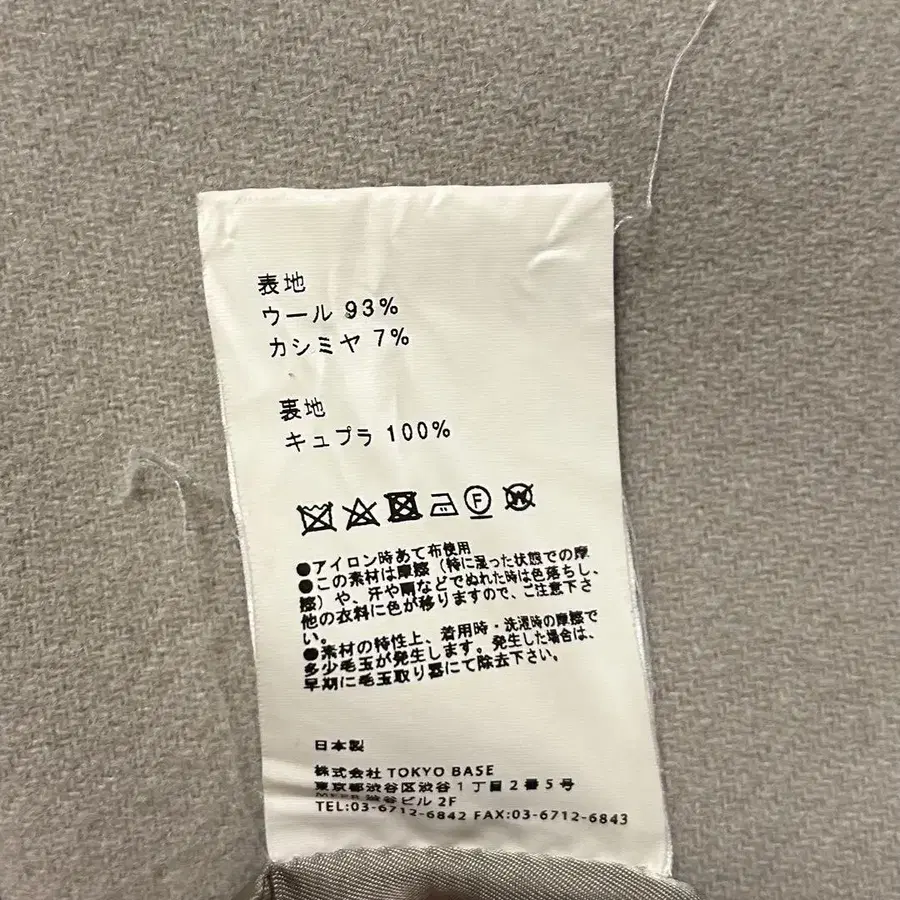 表地
ウール 93%
カシミヤ 7%
裏地
キュプラ 100%
F
W
●アイロン時あて布使用
●この素材は摩擦（特に湿った状態での摩
擦）や、汗や雨などでぬれた時は色落ちし、
他の衣料に色が移りますので、ご注意下さ
い。
●素材の特性上、着用時・洗濯時の摩擦で
多少毛玉が発生します。発生した場合は、
早期に毛玉取り器にて除去下さい。
日本製
株式会社 TOKYO BASE
東京都渋谷区渋谷1丁目2番5号
渋谷ビル 2F
TEL:03-6712-6842 FAX:03-6712-6843